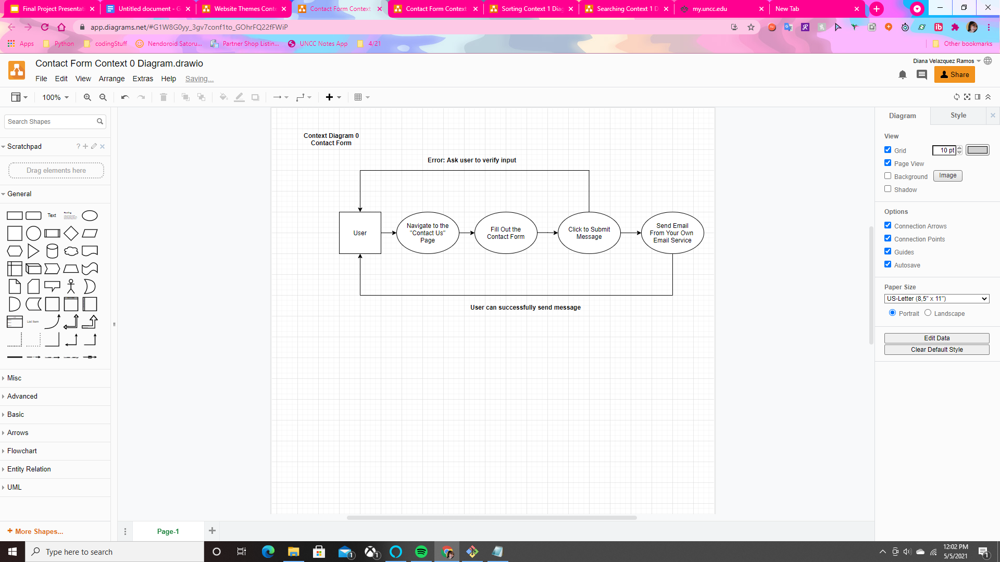 Final Project Presentat
Untitled document - G
Website Themes Conte
Contact Form Context
Contact Form Context
Sorting Context 1 Diag
Searching Context 1 D
my.uncc.edu
New Tab
app.diagrams.net/#G1W8G0yy_3gv7conf1to_GOhrFQ22fFWiP
Apps
Python
codingStuff
Nendoroid Satoru...
Partner Shop Listin...
UNCC Notes App
4/21
Other bookmarks
Contact Form Context 0 Diagram.drawio
Diana Velazquez Ramos
File Edit View Arrange Extras Help Saving...
Share
100%
Search Shapes
Scratchpad
?
Drag elements here
General
Text
Heading
List Item
Misc
Advanced
Basic
Arrows
Flowchart
Entity Relation
UML
+ More Shapes...
Context Diagram 0
Contact Form
Error: Ask user to verify input
User
Navigate to the
"Contact Us"
Page
Fill Out the
Contact Form
Click to Submit
Message
Send Email
From Your Own
Email Service
User can successfully send message
Page-1
Diagram
Style
View
Grid
10 pt
Page View
Background
Image
Shadow
Options
Connection Arrows
Connection Points
Guides
Autosave
Paper Size
US-Letter (8,5" x 11")
Portrait
Landscape
Edit Data
Clear Default Style
Type here to search
1
1
12:02 PM
5/5/2021
1